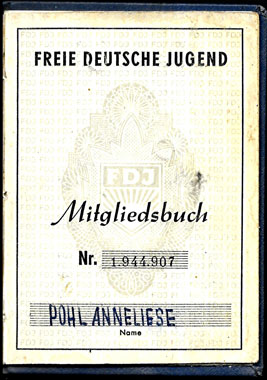 FREIE DEUTSCHE JUGEND
FDJ
Mitgliedsbuch
Nr. 1.944.907
POHL ANNELIESE
Name